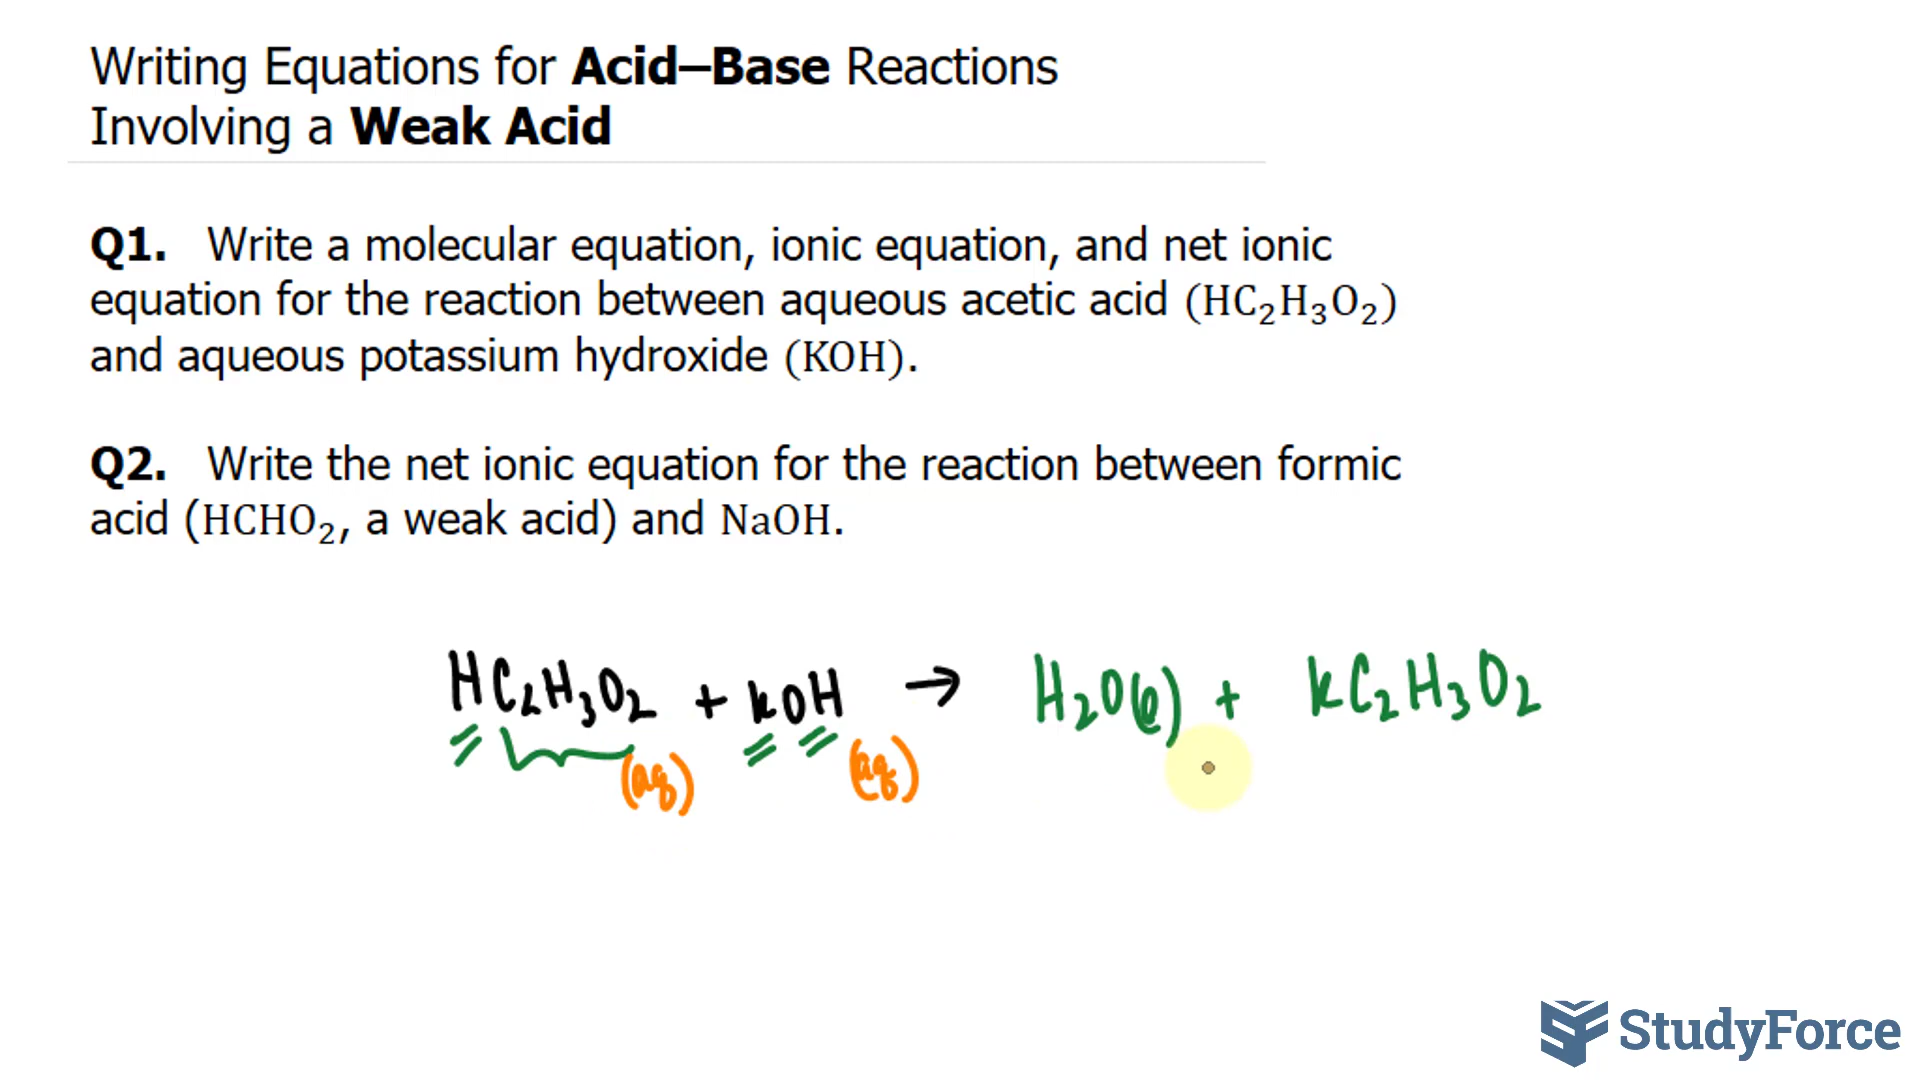 Writing Equations for Acid—Base Reactions
Involving a Weak Acid
Q1. Write a molecular equation, ionic equation, and net ionic
equation for the reaction between aqueous acetic acid (HC₂H₃O₂)
and aqueous potassium hydroxide (KOH).
Q2. Write the net ionic equation for the reaction between formic
acid (HCHO₂, a weak acid) and NaOH.
HC₂H₃O₂ + KOH → H₂O(l) + KC₂H₃O₂
(aq) (aq)
StudyForce